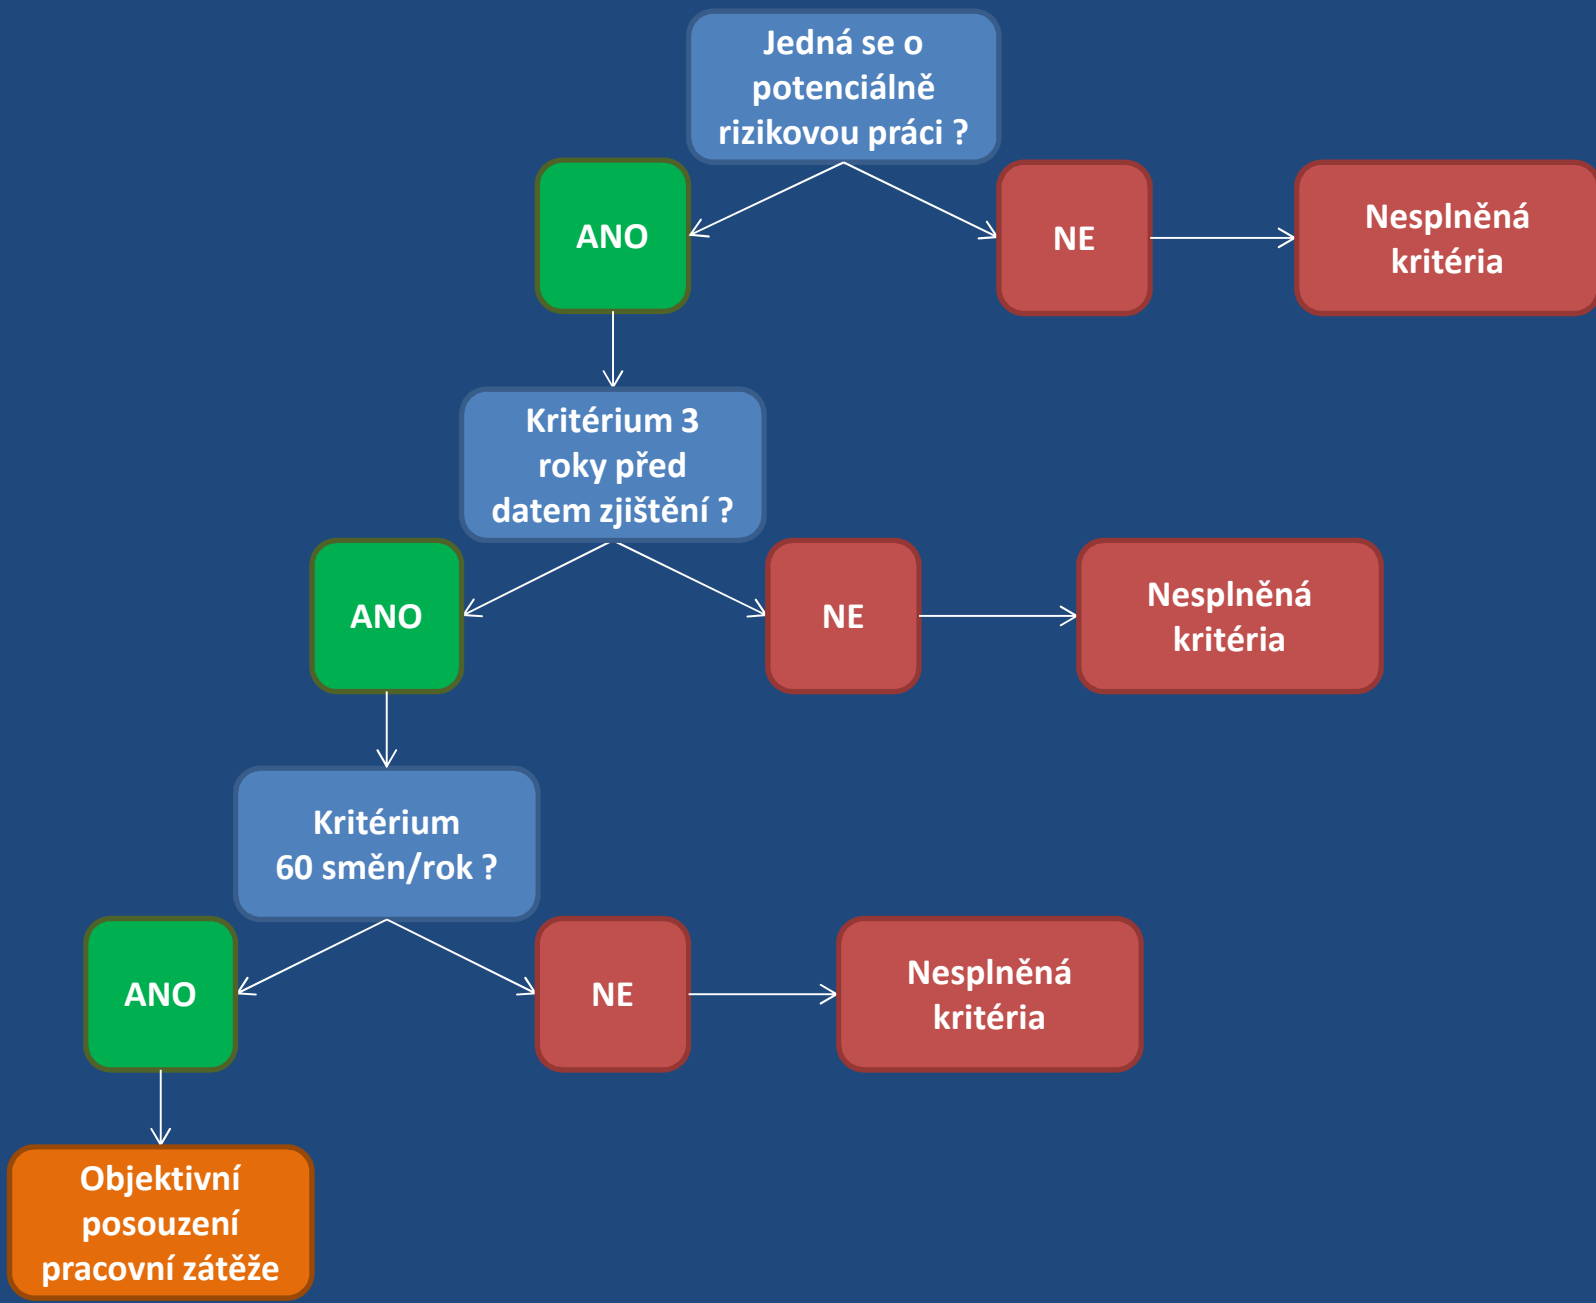 Jedná se o
potenciálně
rizikovou práci ?
ANO
NE
Nesplněná
kritéria
Kritérium 3
roky před
datem zjištění ?
ANO
NE
Nesplněná
kritéria
Kritérium
60 směn/rok ?
ANO
NE
Nesplněná
kritéria
Objektivní
posouzení
pracovní zátěže